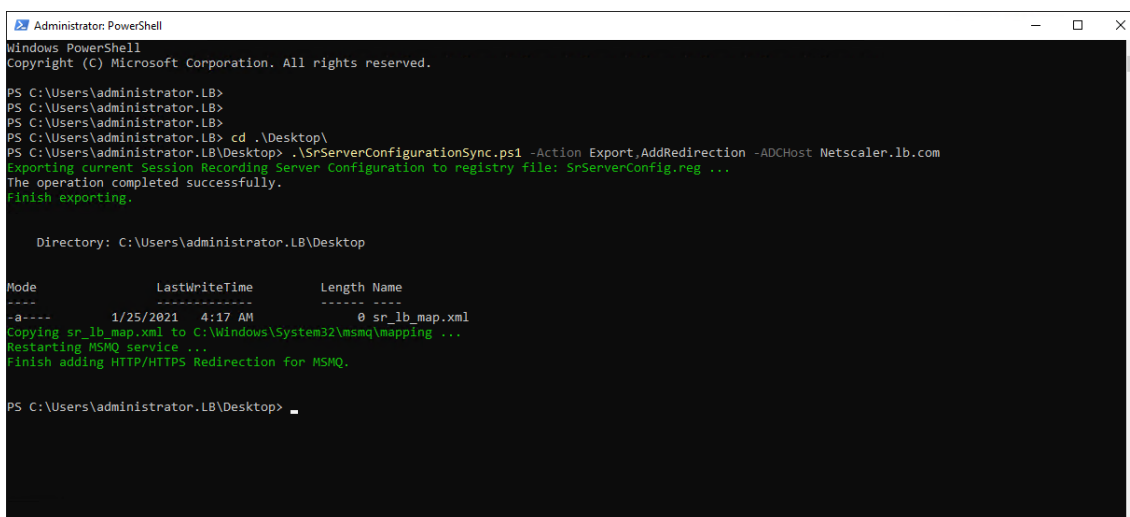 Administrator: PowerShell
Windows PowerShell
Copyright (C) Microsoft Corporation. All rights reserved.
PS C:\Users\administrator.LB>
PS C:\Users\administrator.LB>
PS C:\Users\administrator.LB>
PS C:\Users\administrator.LB> cd .\Desktop\
PS C:\Users\administrator.LB\Desktop> .\SrServerConfigurationSync.ps1 -Action Export,AddRedirection -ADCHost Netscaler.lb.com
Exporting current Session Recording Server Configuration to registry file: SrServerConfig.reg ...
The operation completed successfully.
Finish exporting.
Directory: C:\Users\administrator.LB\Desktop
Mode                LastWriteTime         Length Name
----                -------------         ------ ----
-a----        1/25/2021   4:17 AM              0 sr_lb_map.xml
Copying sr_lb_map.xml to C:\Windows\System32\msmq\mapping ...
Restarting MSMQ service ...
Finish adding HTTP/HTTPS Redirection for MSMQ.
PS C:\Users\administrator.LB\Desktop>